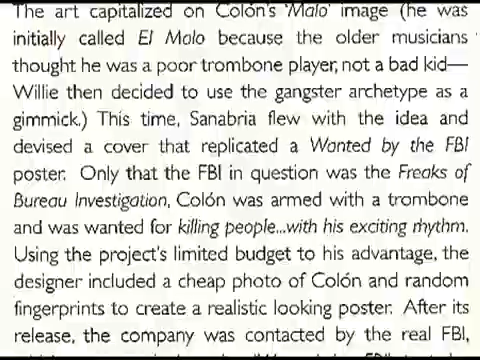 The art capitalized on Colón's 'Malo' image (he was
initially called El Malo because the older musicians
thought he was a poor trombone player, not a bad kid—
Willie then decided to use the gangster archetype as a
gimmick.) This time, Sanabria flew with the idea and
devised a cover that replicated a Wanted by the FBI
poster. Only that the FBI in question was the Freaks of
Bureau Investigation, Colón was armed with a trombone
and was wanted for killing people...with his exciting rhythm.
Using the project's limited budget to his advantage, the
designer included a cheap photo of Colón and random
fingerprints to create a realistic looking poster. After its
release, the company was contacted by the real FBI,